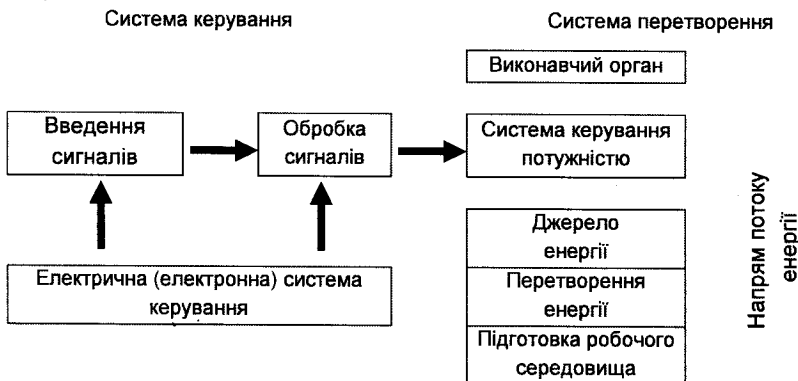 Система керування
Система перетворення
Виконавчий орган
Введення
сигналів
Обробка
сигналів
Система керування
потужністю
Джерело
енергії
Електрична (електронна) система
керування
Перетворення
енергії
Підготовка робочого
середовища
Напрям потоку
енергії